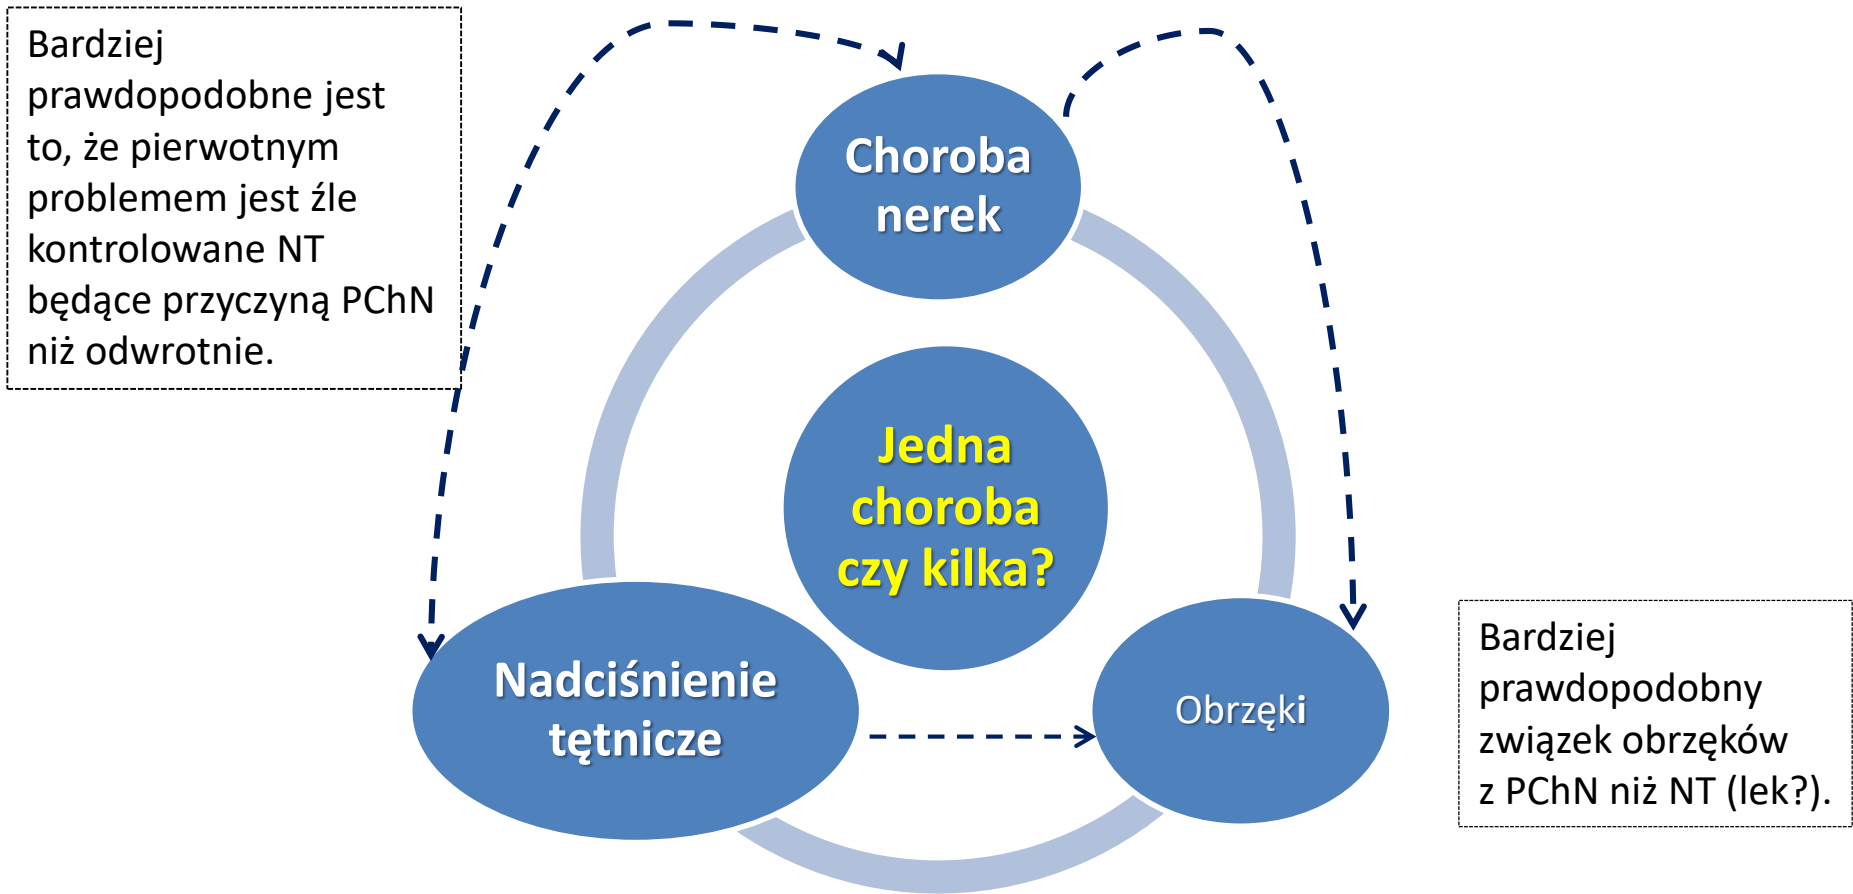 Bardziej
prawdopodobne jest
to, że pierwotnym
problemem jest źle
kontrolowane NT
będące przyczyną PChN
niż odwrotnie.
Choroba
nerek
Jedna
choroba
czy kilka?
Nadciśnienie
tętnicze
Obrzęki
Bardziej
prawdopodobny
związek obrzęków
z PChN niż NT (lek?).